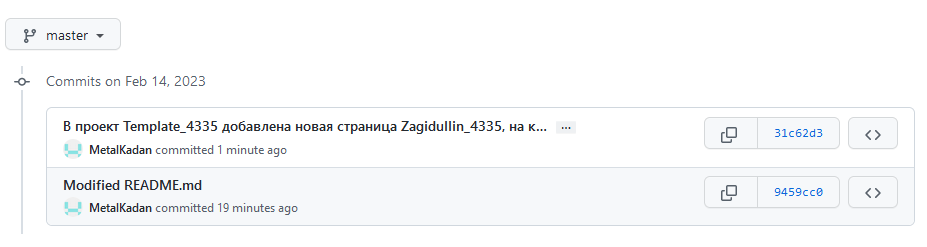 master
Commits on Feb 14, 2023
В проект Template_4335 добавлена новая страница Zagidullin_4335, на к... ...
31c62d3
MetalKadan committed 1 minute ago
Modified README.md
9459cc0
MetalKadan committed 19 minutes ago